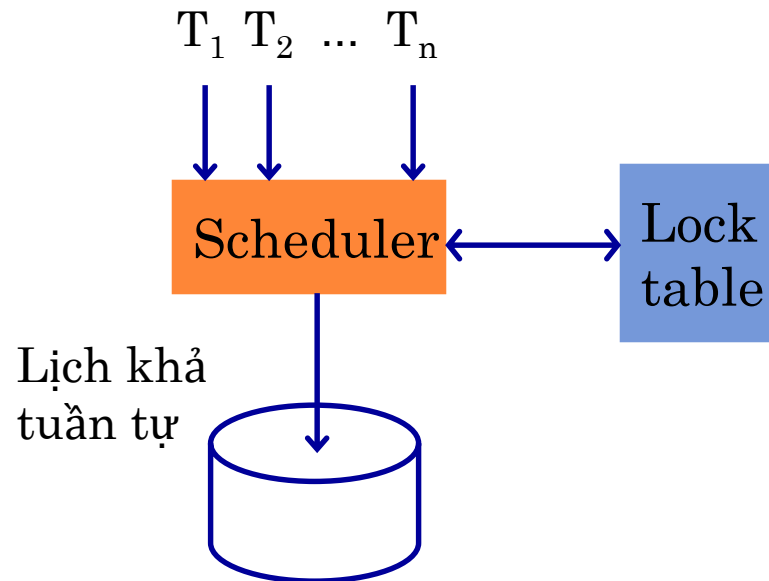 T₁ T₂ ... Tₙ
Scheduler
Lock
table
Lịch khả
tuần tự